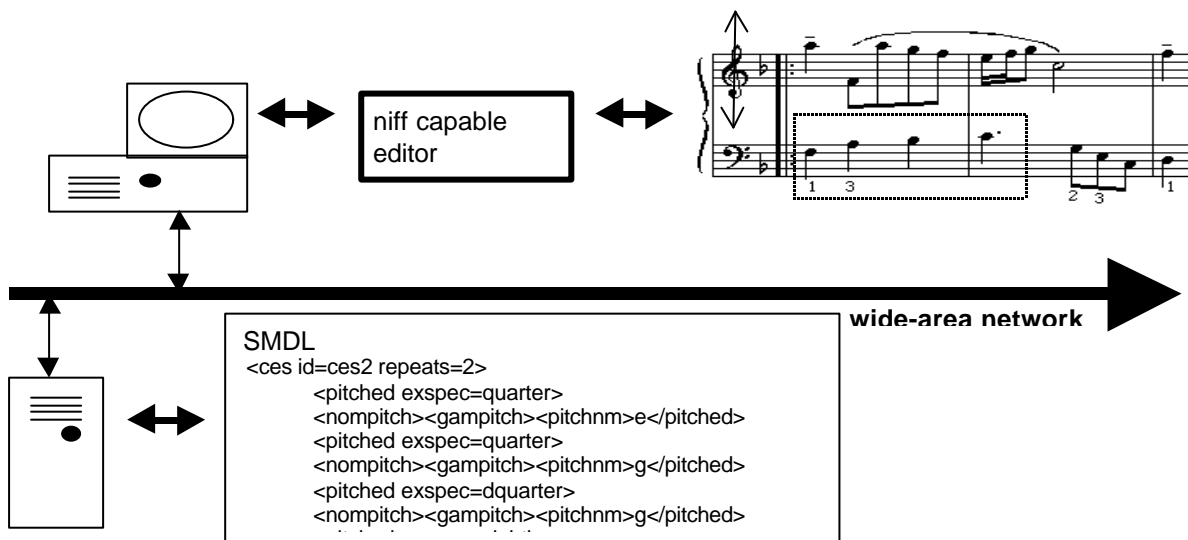 niff capable
editor
1 3
2 3
1
wide-area network
SMDL
<ces id=ces2 repeats=2>
<pitched exspec=quarter>
<nompitch><gampitch><pitchnm>e</pitched>
<pitched exspec=quarter>
<nompitch><gampitch><pitchnm>g</pitched>
<pitched exspec=dquarter>
<nompitch><gampitch><pitchnm>g</pitched>